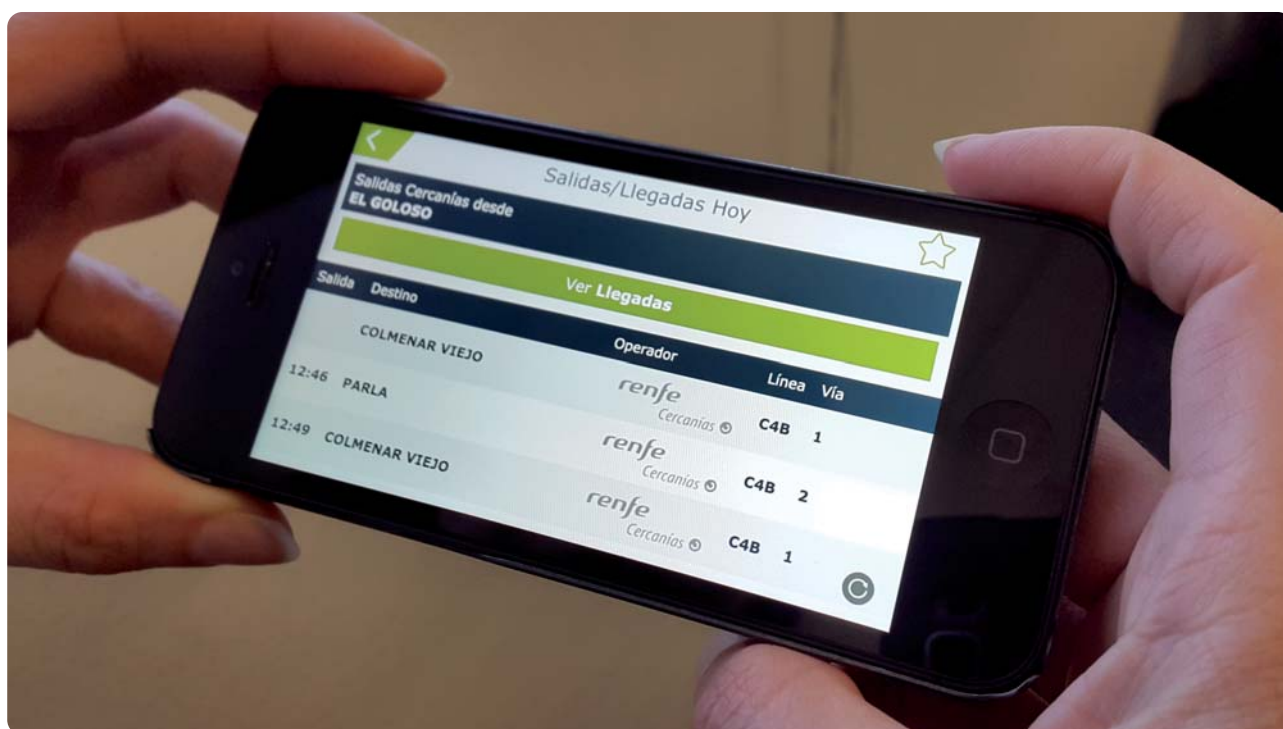 Salidas/Llegadas Hoy
Salidas Cercanías desde
EL GOLOSO
Ver Llegadas
Salida Destino Operador Línea Vía
COLMENAR VIEJO renfe Cercanías C4B 1
12:46 PARLA renfe Cercanías C4B 2
12:49 COLMENAR VIEJO renfe Cercanías C4B 1